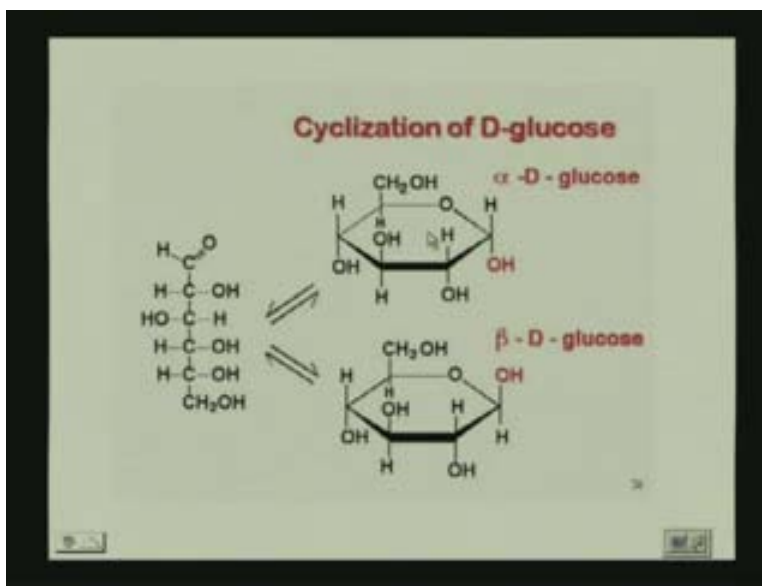 Cyclization of D-glucose
α -D - glucose
CH₂OH
H
O
H
H
OH
H
OH
OH
H
OH
H
O
C
H-C-OH
HO-C-H
H-C-OH
H-C-OH
CH₂OH
β - D - glucose
CH₂OH
O
OH
H
H
OH
H
OH
H
H
OH